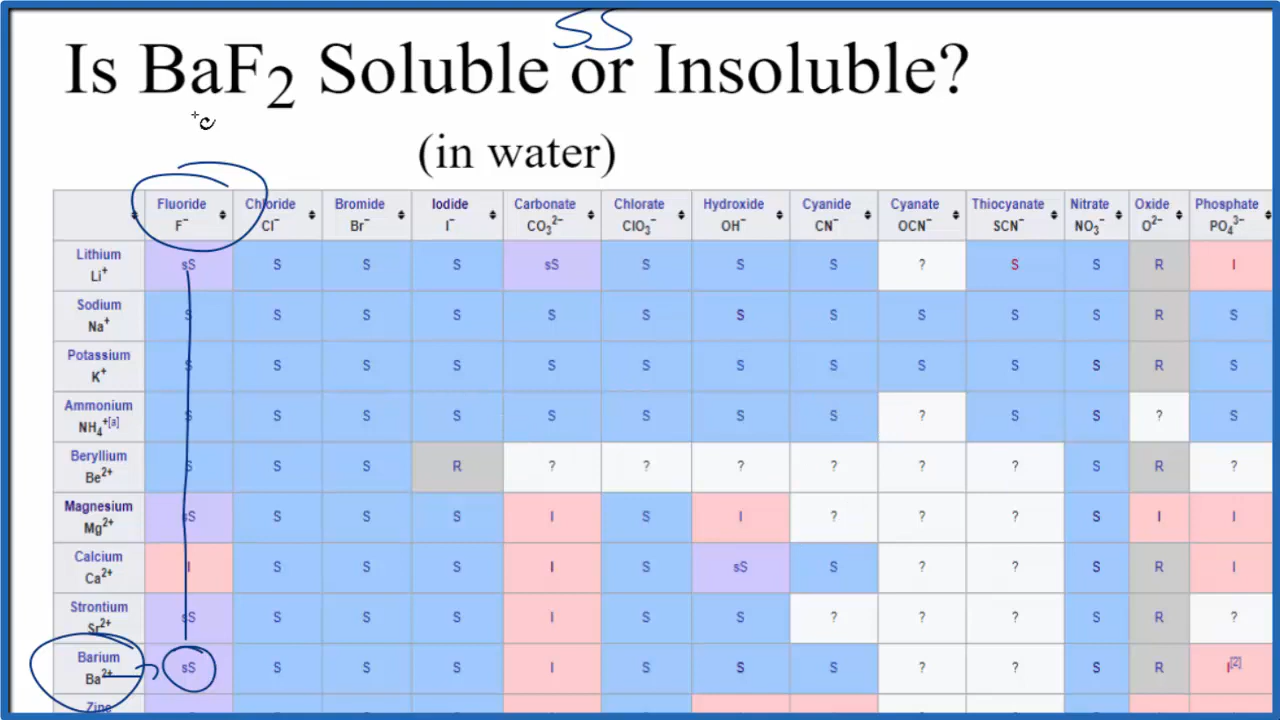 SS
Is BaF₂ Soluble or Insoluble?
(in water)
Fluoride Chloride Bromide Iodide Carbonate Chlorate Hydroxide Cyanide Cyanate Thiocyanate Nitrate Oxide Phosphate
F⁻ Cl⁻ Br⁻ I⁻ CO₃²⁻ ClO₃⁻ OH⁻ CN⁻ OCN⁻ SCN⁻ NO₃⁻ O²⁻ PO₄³⁻
Lithium
Li⁺ sS S S S sS S S S ? S S R I
Sodium
Na⁺ S S S S S S S S S S S R S
Potassium
K⁺ S S S S S S S S S S S R S
Ammonium
NH₄⁺[a] S S S S S S S S ? S S ? S
Beryllium
Be²⁺ S S S R ? ? ? ? ? ? S R ?
Magnesium
Mg²⁺ sS S S S I S I ? ? ? S I I
Calcium
Ca²⁺ I S S S I S sS S ? ? S R I
Strontium
Sr²⁺ sS S S S I S S ? ? ? S R ?
Barium
Ba²⁺ sS S S S I S S S ? ? S R I[2]
Zinc